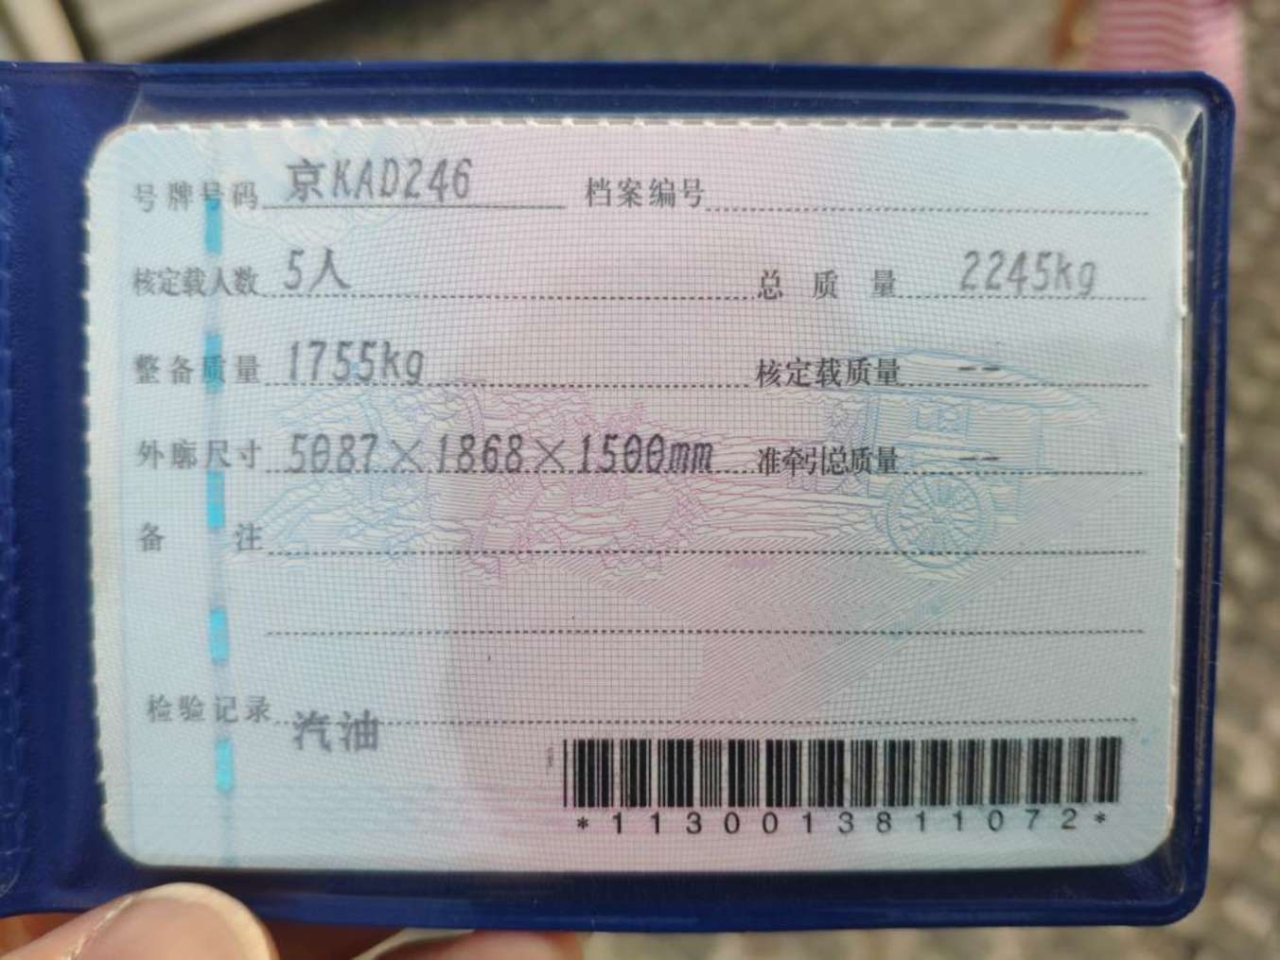 号牌号码 京KAD246 档案编号
核定载人数 5人 总质量 2245kg
整备质量 1755kg 核定载质量 --
外廓尺寸 5087×1868×1500mm 准牵引总质量 --
备注
检验记录 汽油
*1130013811072*